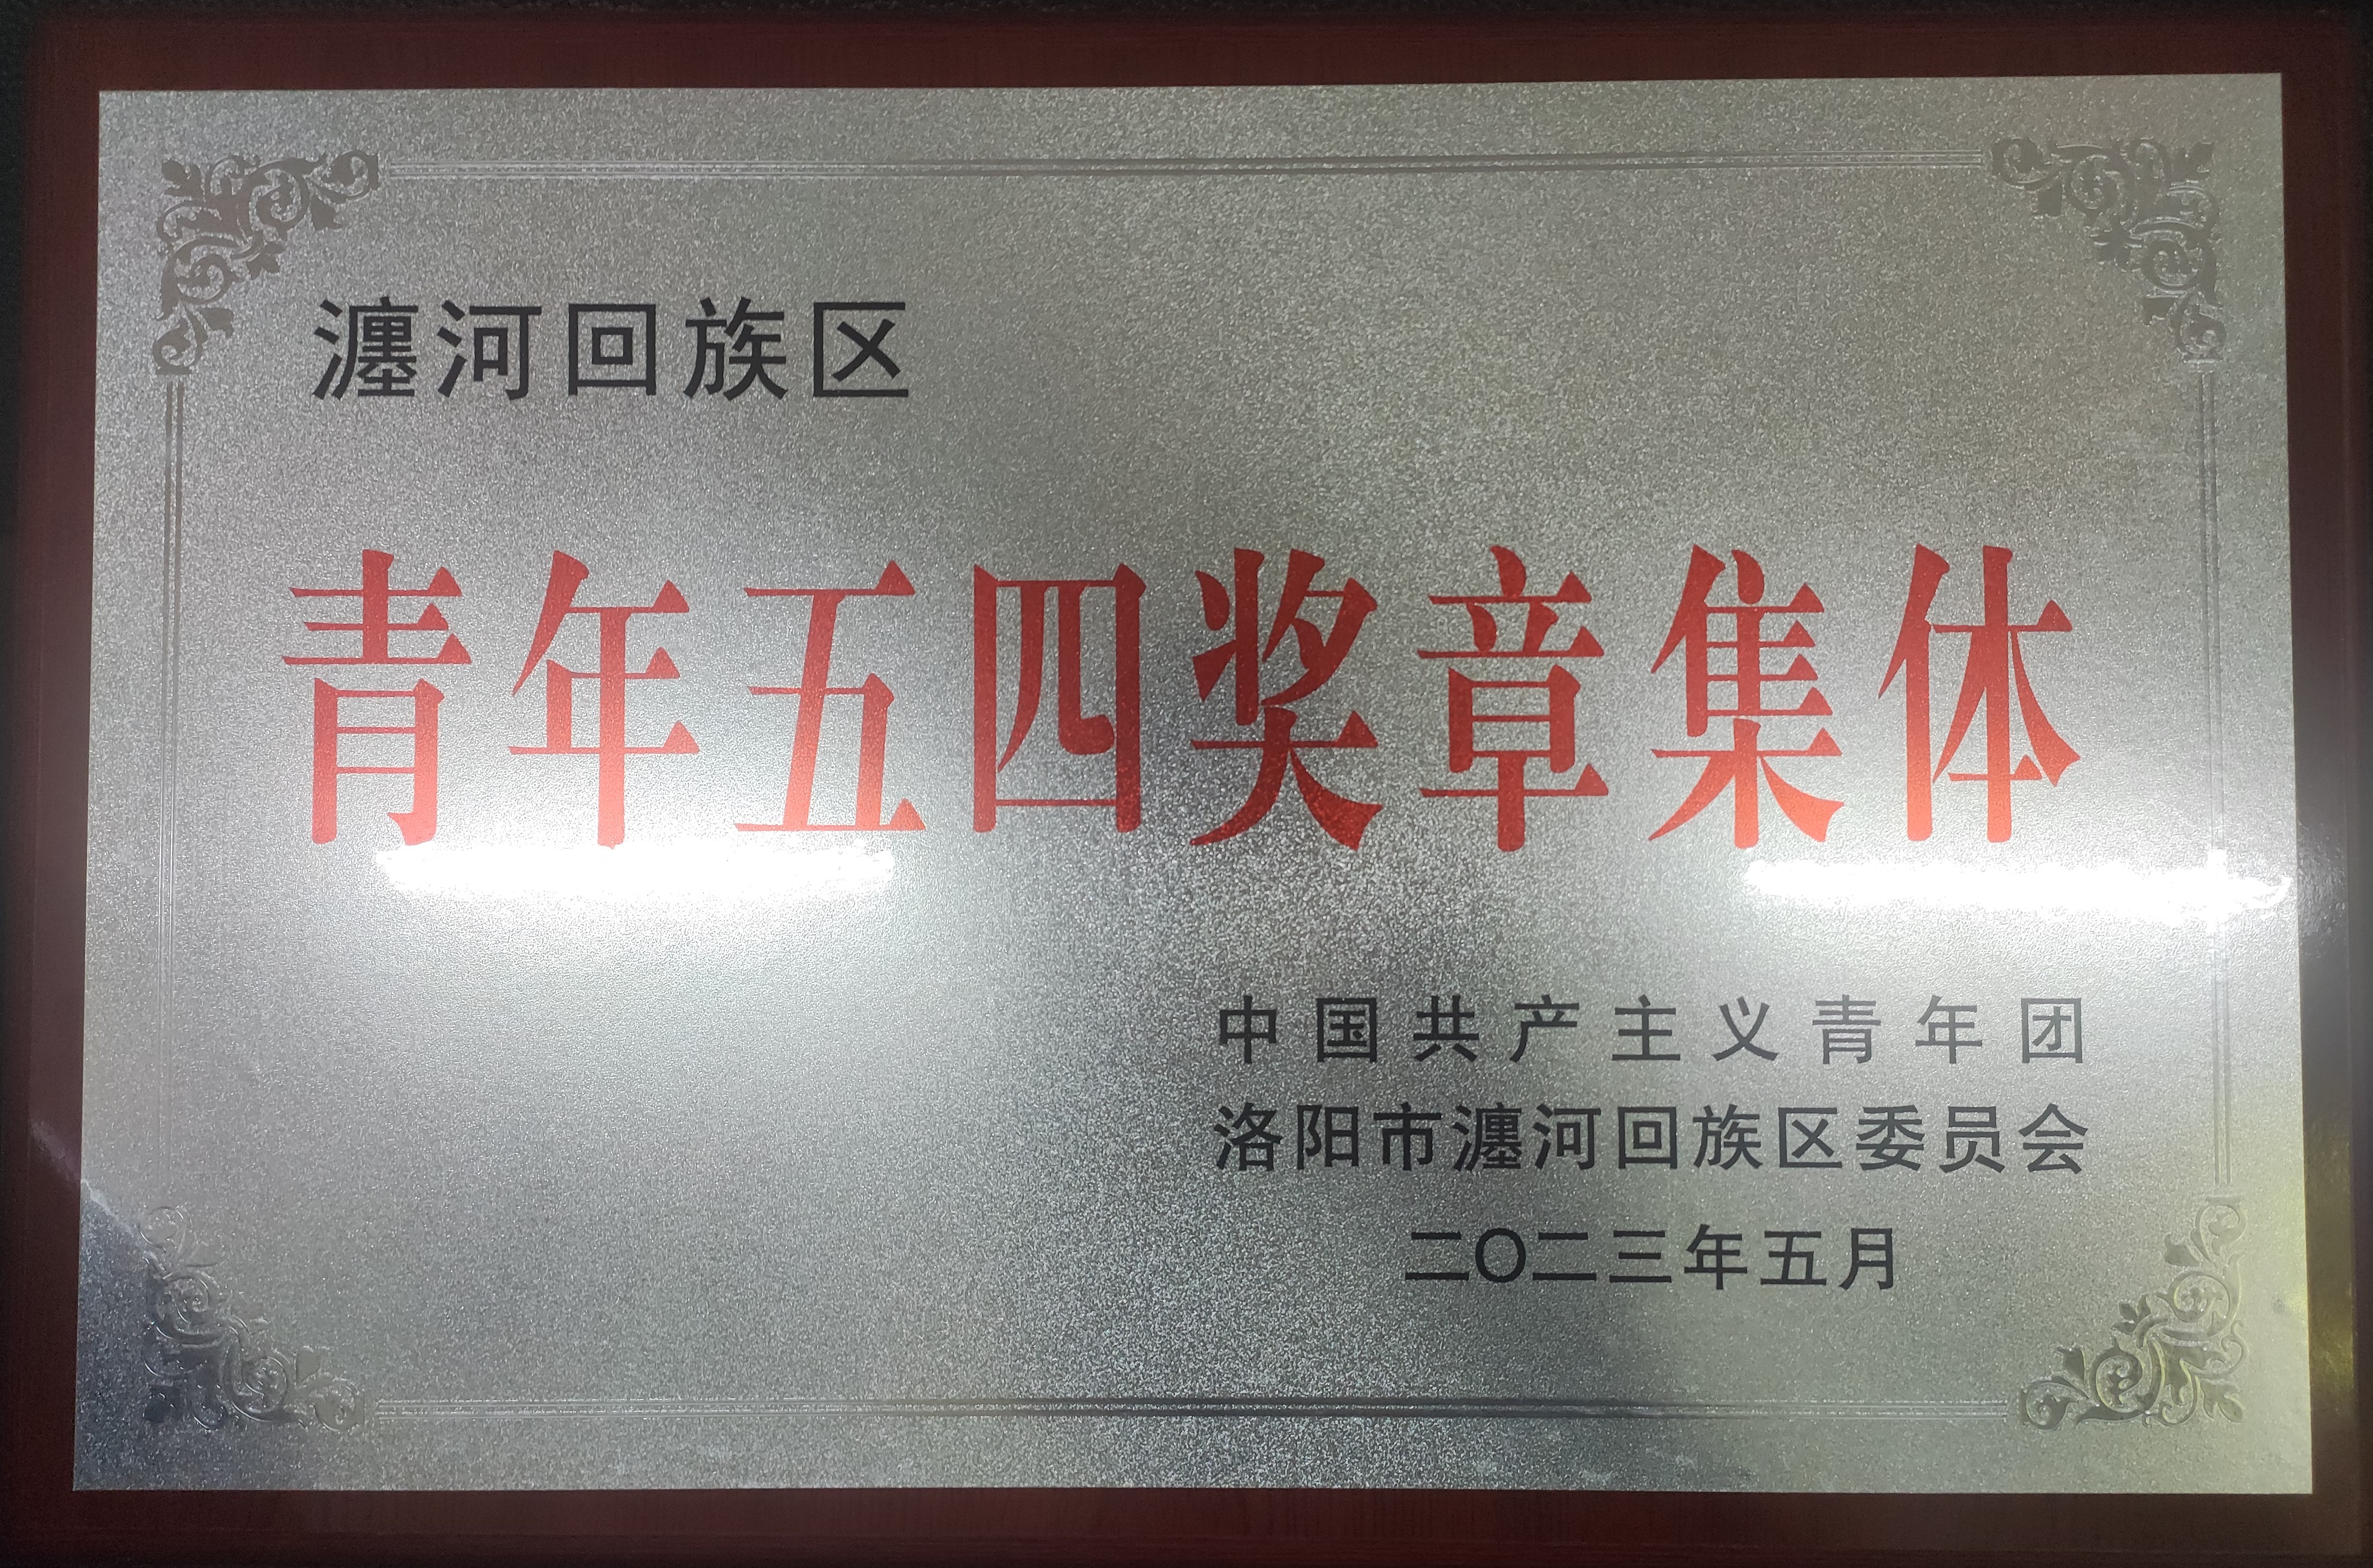 瀍河回族区
青年五四奖章集体
中国共产主义青年团
洛阳市瀍河回族区委员会
二〇二三年五月